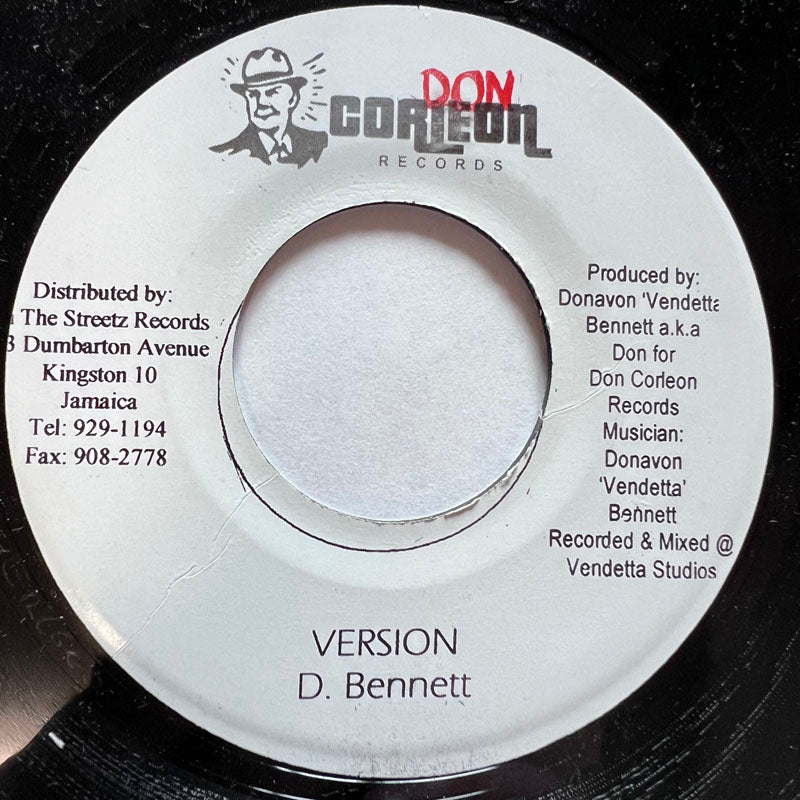 DON
CORLEON
RECORDS
Distributed by:
The Streetz Records
3 Dumbarton Avenue
Kingston 10
Jamaica
Tel: 929-1194
Fax: 908-2778
Produced by:
Donavon 'Vendetta
Bennett a.k.a
Don for
Don Corleon
Records
Musician:
Donavon
'Vendetta'
Bennett
Recorded & Mixed @
Vendetta Studios
VERSION
D. Bennett